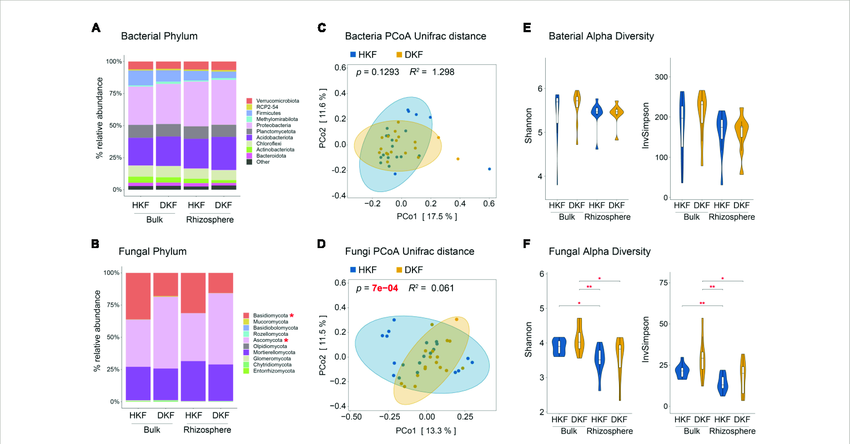 A Bacterial Phylum
100%
75%
50%
25%
0%
% relative abundance
HKF DKF HKF DKF
Bulk Rhizosphere
Verrucomicrobiota
RCP2-54
Firmicutes
Methylomirabilota
Proteobacteria
Planctomycetota
Acidobacteriota
Chloroflexi
Actinobacteriota
Bacteroidota
Other
B Fungal Phylum
100%
75%
50%
25%
0%
% relative abundance
HKF DKF HKF DKF
Bulk Rhizosphere
Basidiomycota ★
Mucoromycota
Basidiobolomycota
Rozellomycota
Ascomycota ★
Olpidiomycota
Mortierellomycota
Glomeromycota
Chytridiomycota
Entorrhizomycota
C Bacteria PCoA Unifrac distance
HKF DKF
p = 0.1293 R² = 1.298
0.6
0.4
0.2
0.0
−0.2
−0.4
PCo2 [ 11.6 % ]
−0.2 0.0 0.2 0.4 0.6
PCo1 [ 17.5 % ]
D Fungi PCoA Unifrac distance
HKF DKF
p = 7e−04 R² = 0.061
0.6
0.4
0.2
0.0
−0.2
−0.4
PCo2 [ 11.5 % ]
−0.50 −0.25 0.00 0.25
PCo1 [ 13.3 % ]
E Baterial Alpha Diversity
Shannon
6
5
4
HKF DKF HKF DKF
Bulk Rhizosphere
InvSimpson
300
200
100
0
HKF DKF HKF DKF
Bulk Rhizosphere
F Fungal Alpha Diversity
Shannon
6
5
4
3
2
*
**
*
HKF DKF HKF DKF
Bulk Rhizosphere
InvSimpson
75
50
25
0
*
**
**
HKF DKF HKF DKF
Bulk Rhizosphere